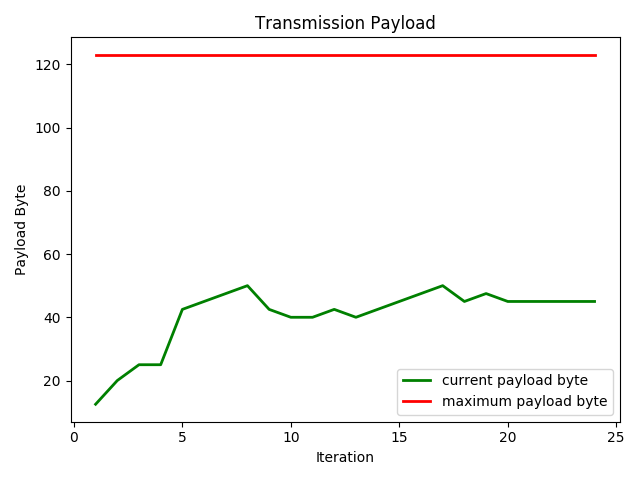 Transmission Payload
120
100
80
60
40
20
Payload Byte
0
5
10
15
20
25
Iteration
current payload byte
maximum payload byte